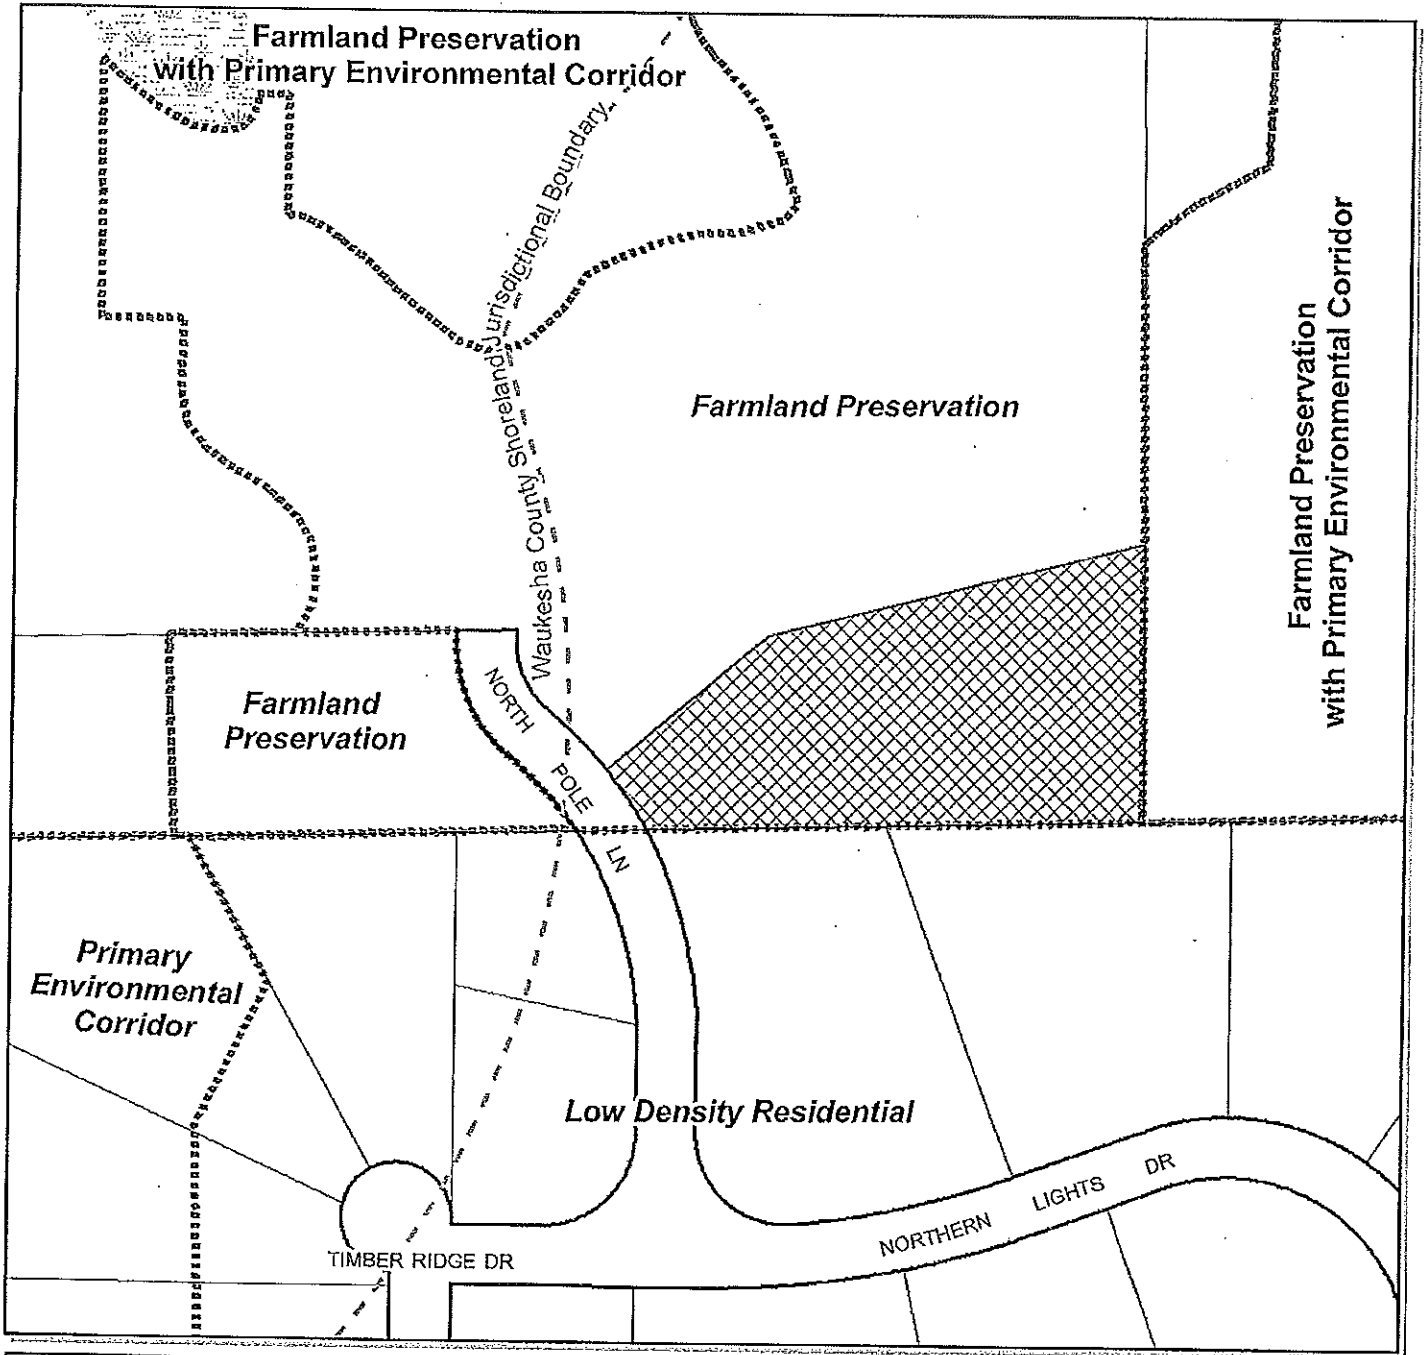 Farmland Preservation
with Primary Environmental Corridor
Waukesha County Shoreland Jurisdictional Boundary
Farmland Preservation
Farmland Preservation
with Primary Environmental Corridor
Farmland
Preservation
NORTH POLE LN
Primary
Environmental
Corridor
Low Density Residential
NORTHERN LIGHTS DR
TIMBER RIDGE DR